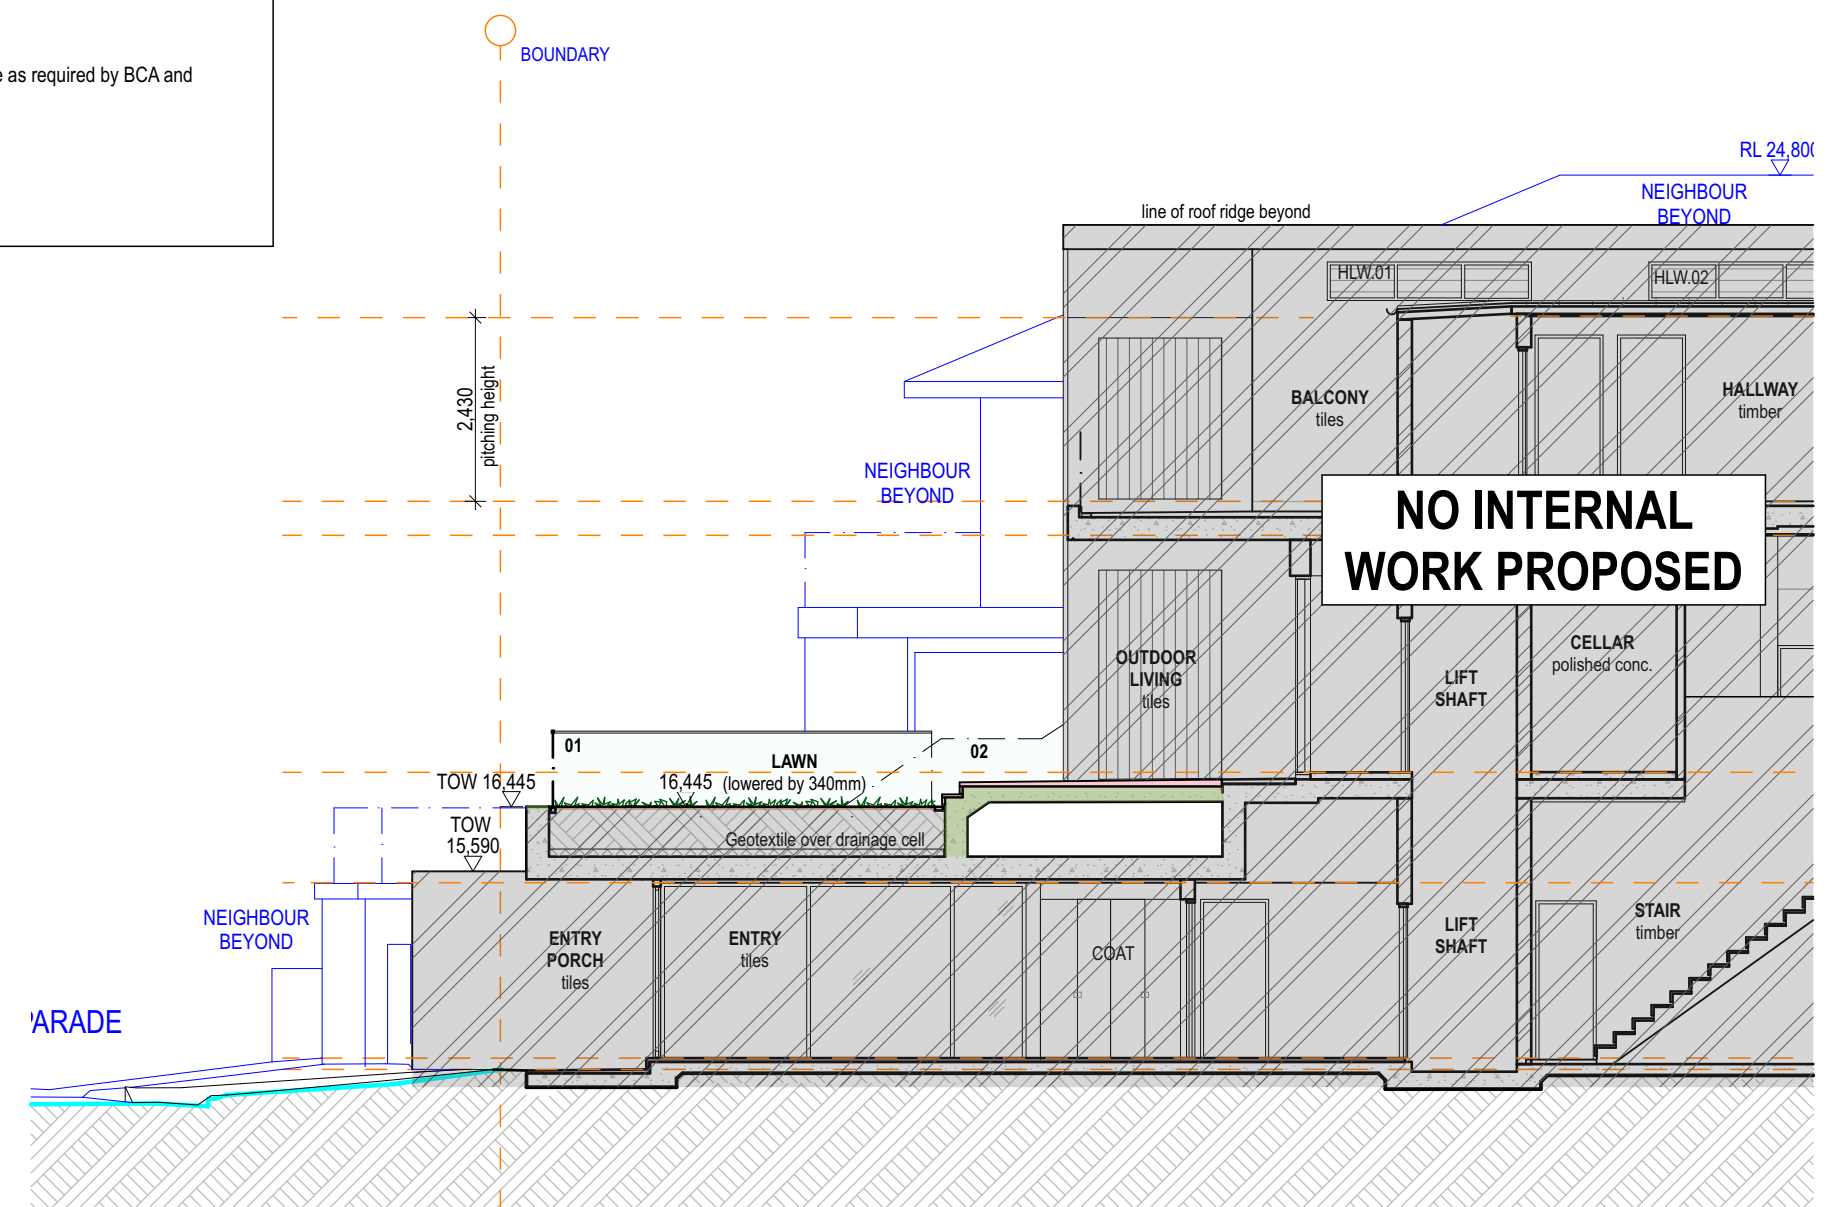 BOUNDARY
as required by BCA and
RL 24,800
NEIGHBOUR
BEYOND
line of roof ridge beyond
HLW.01
HLW.02
2,430
pitching height
BALCONY
tiles
HALLWAY
timber
NEIGHBOUR
BEYOND
NO INTERNAL
WORK PROPOSED
OUTDOOR
LIVING
tiles
CELLAR
polished conc.
LIFT
SHAFT
01
02
LAWN
(lowered by 340mm)
TOW 16,445
16,445
TOW
15,590
Geotextile over drainage cell
NEIGHBOUR
BEYOND
ENTRY
PORCH
tiles
ENTRY
tiles
COAT
LIFT
SHAFT
STAIR
timber
PARADE